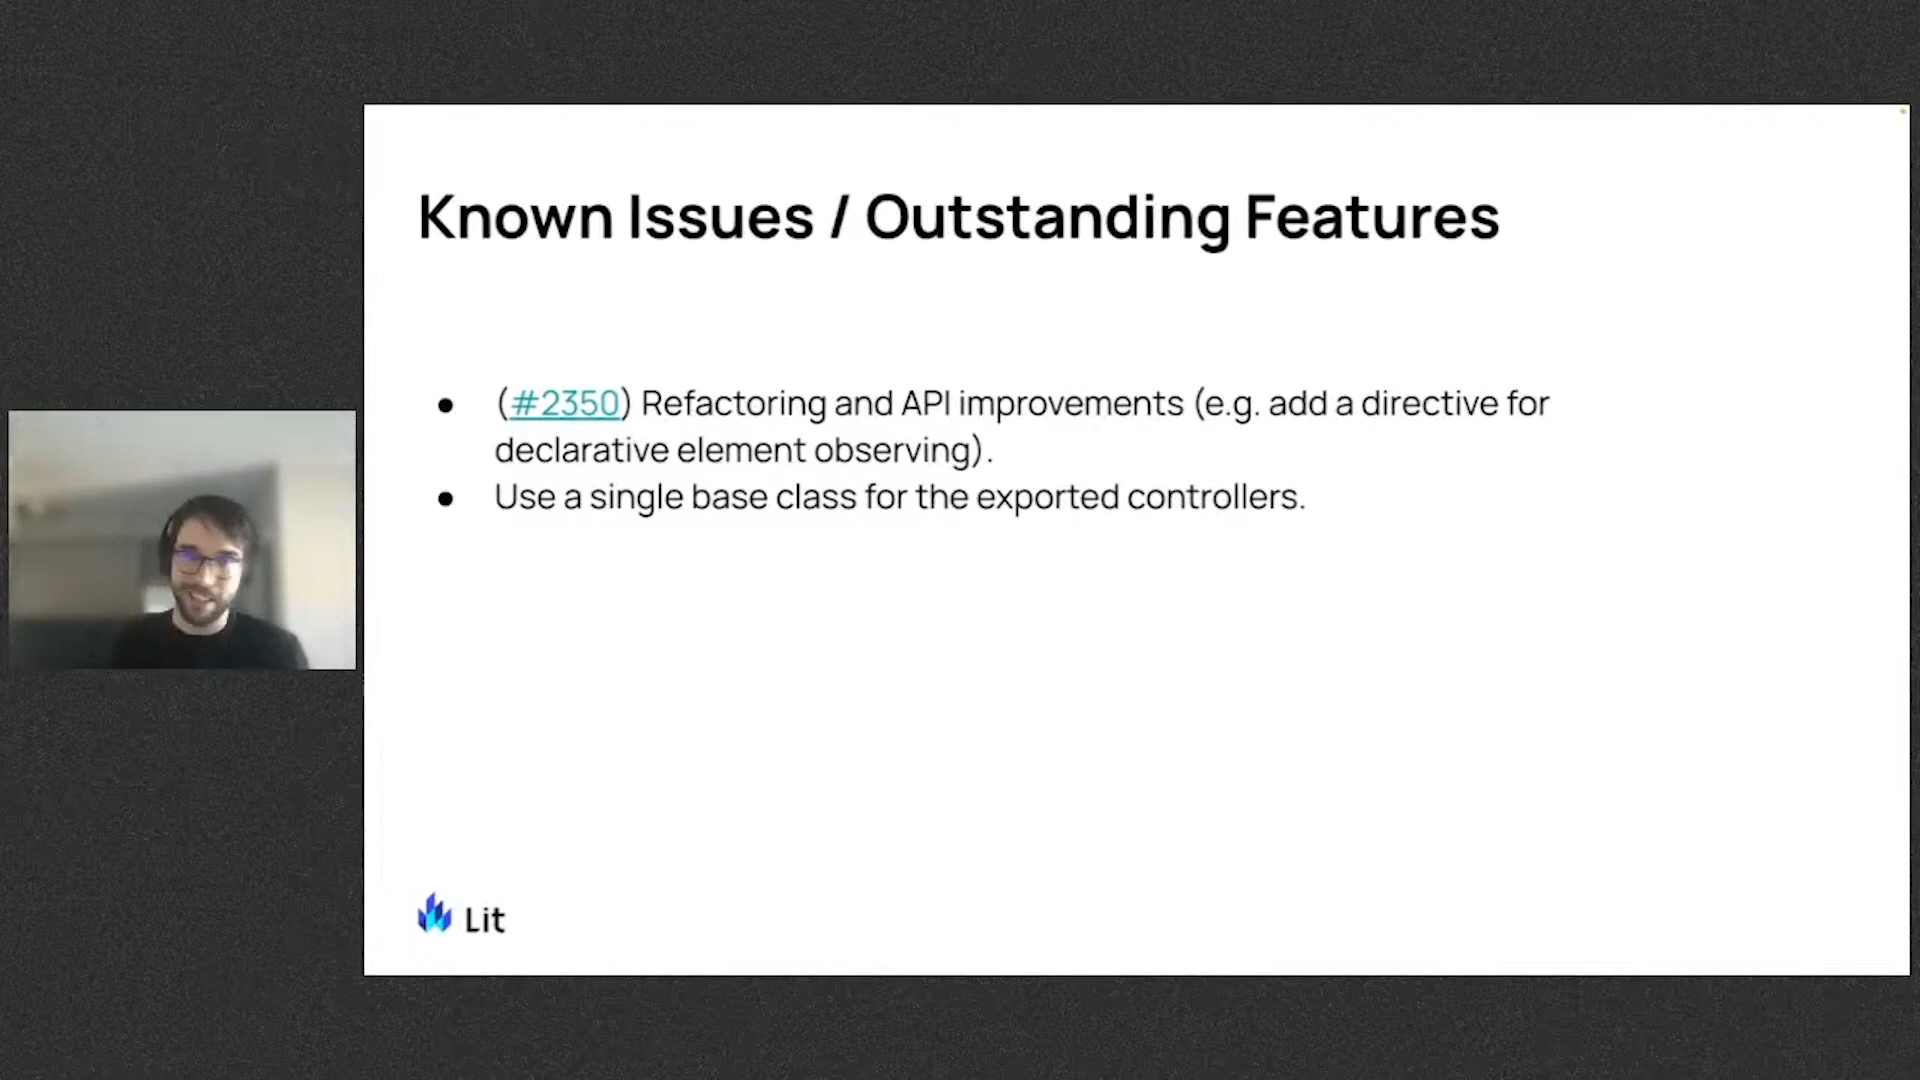 Known Issues / Outstanding Features
● (#2350) Refactoring and API improvements (e.g. add a directive for
declarative element observing).
● Use a single base class for the exported controllers.
Lit